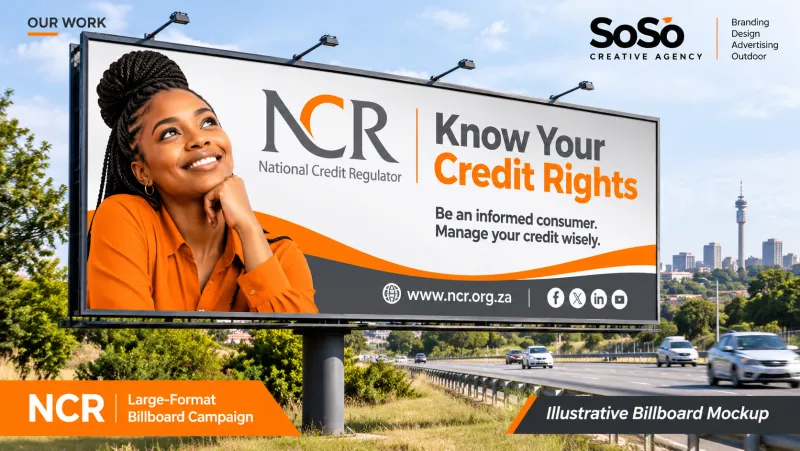 OUR WORK
SoSo
CREATIVE AGENCY
Branding
Design
Advertising
Outdoor
NCR
National Credit Regulator
Know Your
Credit Rights
Be an informed consumer.
Manage your credit wisely.
www.ncr.org.za
NCR
Large-Format
Billboard Campaign
Illustrative Billboard Mockup